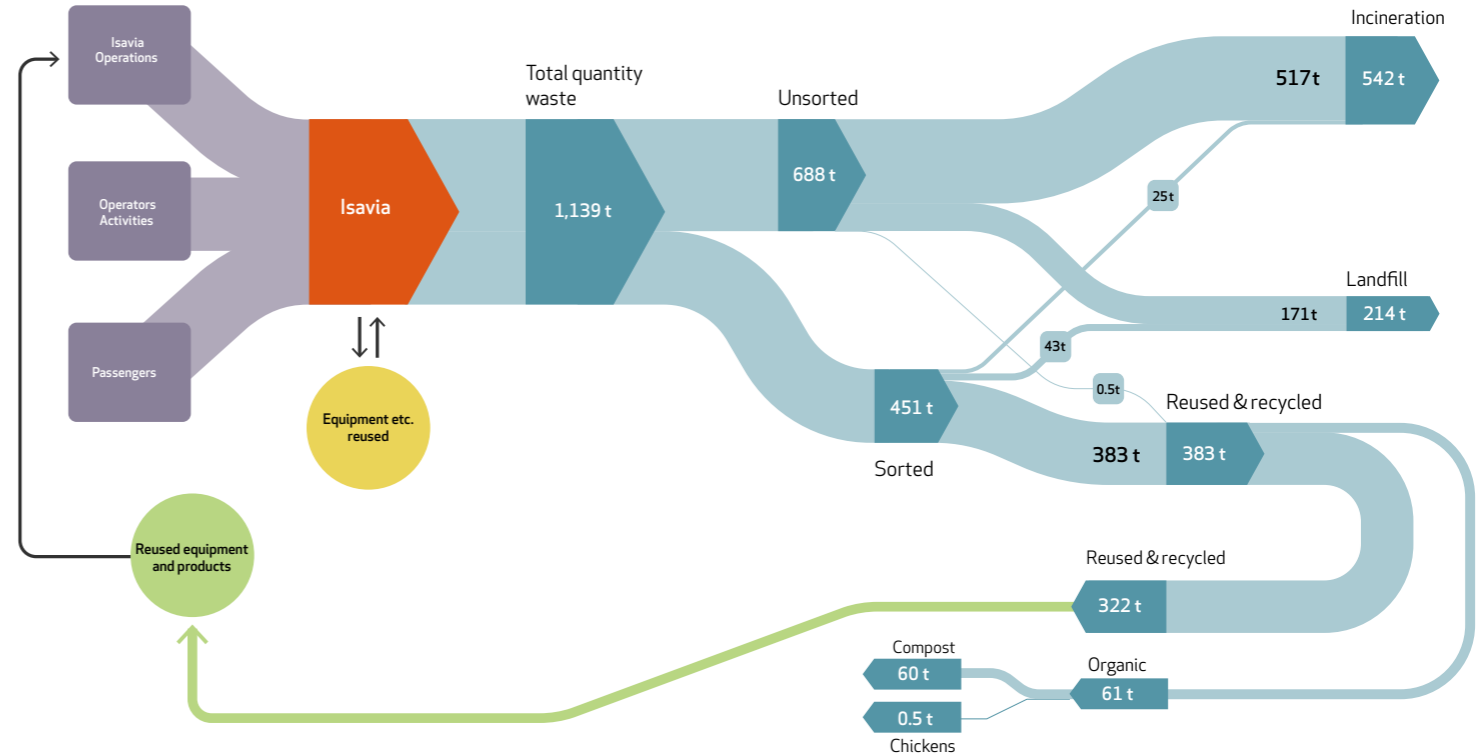 Isavia
Operations
Operators
Activities
Passengers
Isavia
Equipment etc.
reused
Reused equipment
and products
Total quantity
waste
1,139 t
Unsorted
688 t
451 t
Sorted
Incineration
517t
542 t
25t
Landfill
171t
214 t
43t
0.5t
Reused & recycled
383 t
383 t
Reused & recycled
322 t
Organic
61 t
Compost
60 t
0.5 t
Chickens